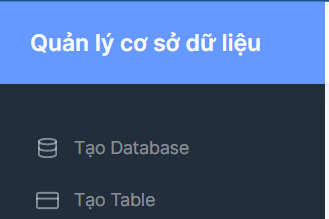 Quản lý cơ sở dữ liệu
Tạo Database
Tạo Table